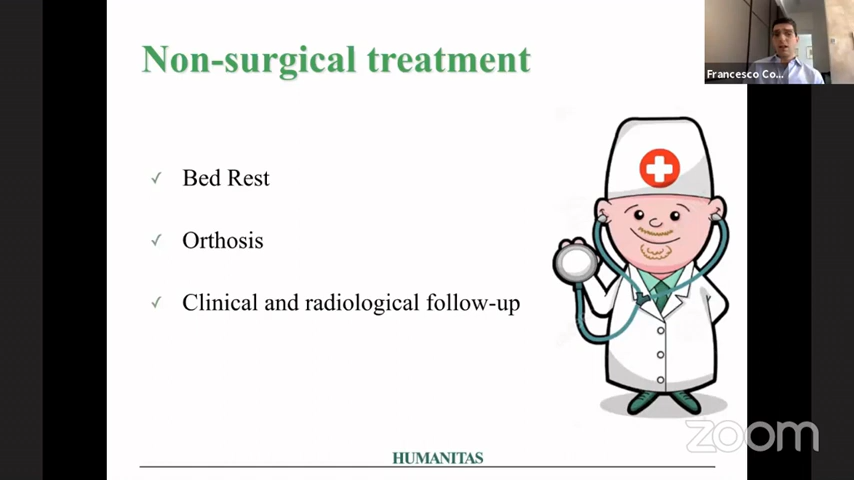 Non-surgical treatment
Francesco Co...
✓ Bed Rest
✓ Orthosis
✓ Clinical and radiological follow-up
zoom
HUMANITAS